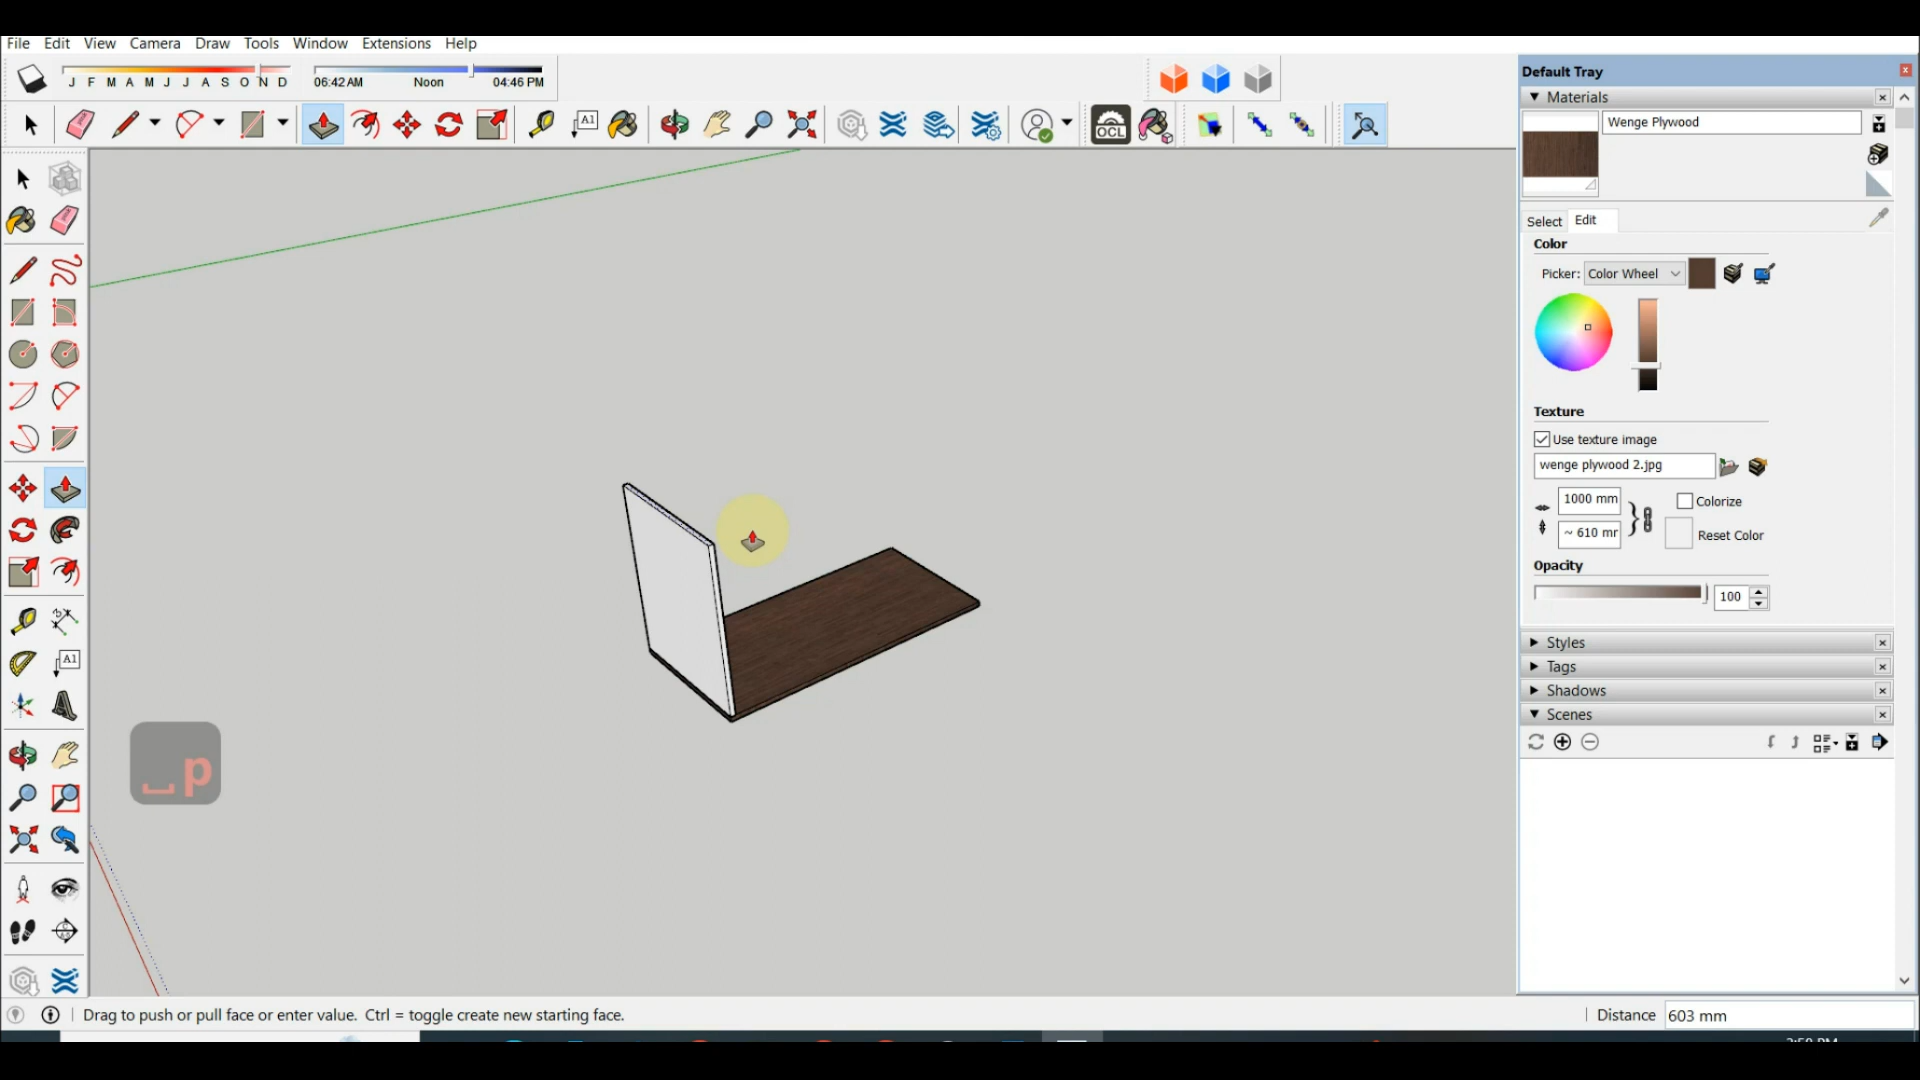 File Edit View Camera Draw Tools Window Extensions Help
J F M A M J J A S O N D
06:42 AM Noon 04:46 PM
A1
OCL
Default Tray
Materials
Wenge Plywood
Select Edit
Color
Picker: Color Wheel
Texture
Use texture image
wenge plywood 2.jpg
1000 mm
Colorize
~ 610 mr
Reset Color
Opacity
100
Styles
Tags
Shadows
Scenes
A1
p
Drag to push or pull face or enter value. Ctrl = toggle create new starting face.
Distance 603 mm